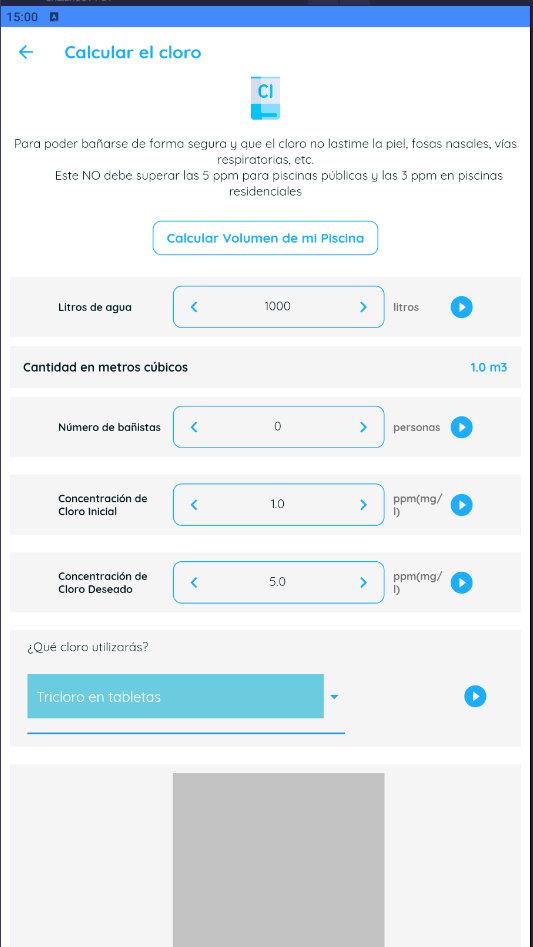 15:00 A
Calcular el cloro
Cl
Para poder bañarse de forma segura y que el cloro no lastime la piel, fosas nasales, vías
respiratorias, etc.
Este NO debe superar las 5 ppm para piscinas públicas y las 3 ppm en piscinas
residenciales
Calcular Volumen de mi Piscina
Litros de agua 1000 litros
Cantidad en metros cúbicos 1.0 m3
Número de bañistas 0 personas
Concentración de
Cloro Inicial
1.0
ppm(mg/
l)
Concentración de
Cloro Deseado
5.0
ppm(mg/
l)
¿Qué cloro utilizarás?
Tricloro en tabletas